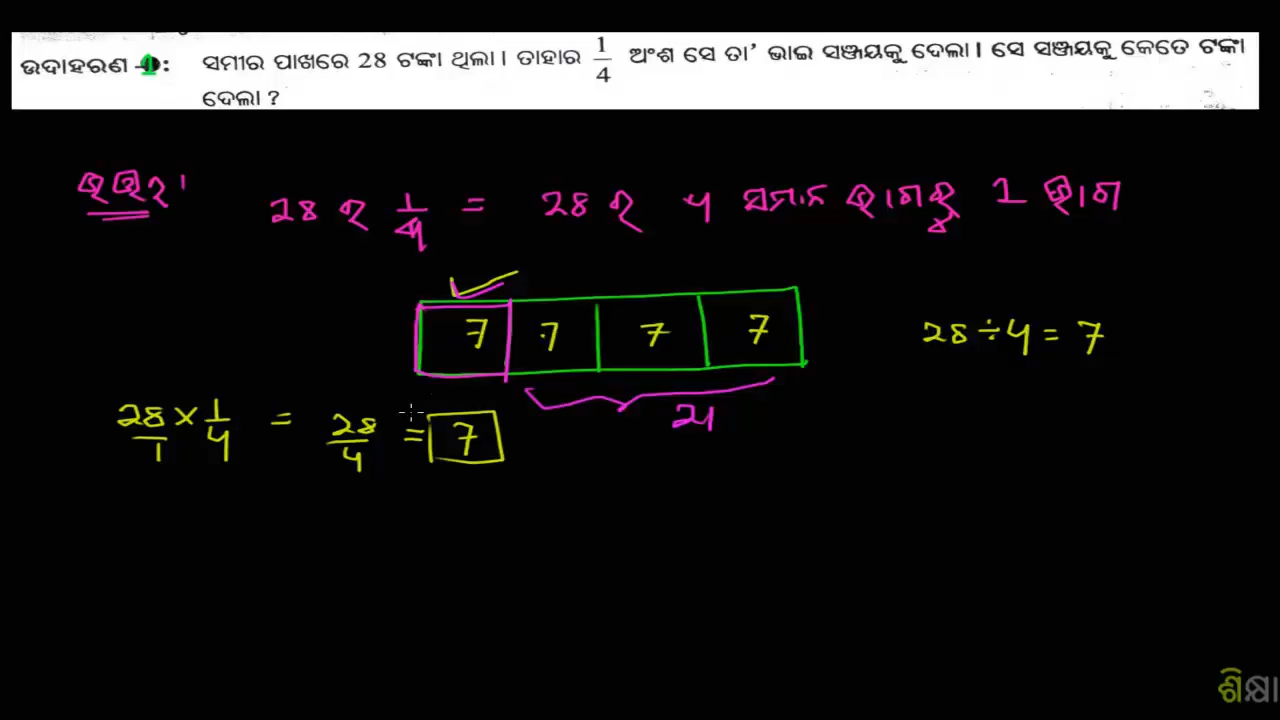 ଉଦାହରଣ -1: ସମୀର ପାଖରେ 28 ଟଙ୍କା ଥିଲା । ତାହାର 1/4 ଅଂଶ ସେ ତା’ ଭାଇ ସଞ୍ଜୟକୁ ଦେଲା । ସେ ସଞ୍ଜୟକୁ କେତେ ଟଙ୍କା
ଦେଲା ?
ଉତ୍ତର ।
28 ର 1/4 = 28 ର 4 ସମାନ ଭାଗରୁ 1 ଭାଗ
7 7 7 7
28 ÷ 4 = 7
21
28/1 × 1/4 = 28/4 = 7
ଶିକ୍ଷା